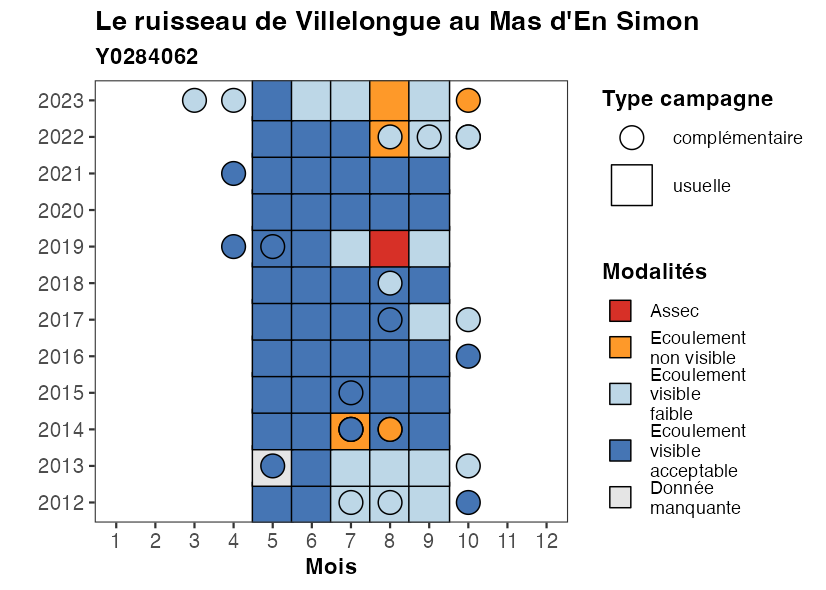 Le ruisseau de Villelongue au Mas d'En Simon
Y0284062
2023
2022
2021
2020
2019
2018
2017
2016
2015
2014
2013
2012
1 2 3 4 5 6 7 8 9 10 11 12
Mois
Type campagne
complémentaire
usuelle
Modalités
Assec
Ecoulement
non visible
Ecoulement
visible
faible
Ecoulement
visible
acceptable
Donnée
manquante